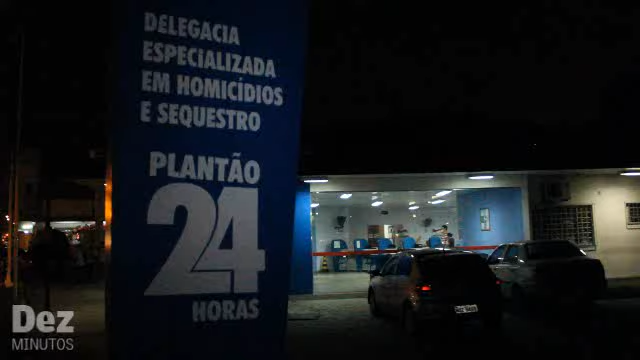 DELEGACIA
ESPECIALIZADA
EM HOMICÍDIOS
E SEQUESTRO
PLANTÃO
24
HORAS
Dez
MINUTOS